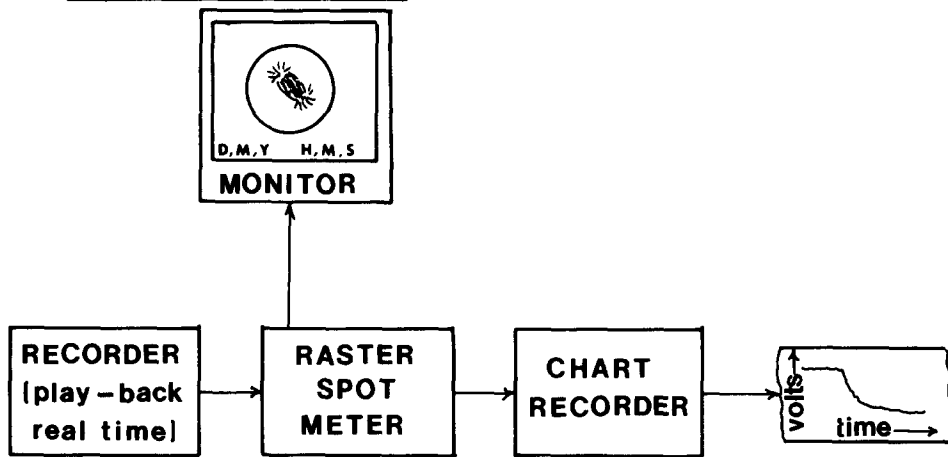 D,M,Y H,M,S
MONITOR
RECORDER
[play-back
real time]
RASTER
SPOT
METER
CHART
RECORDER
volts
time